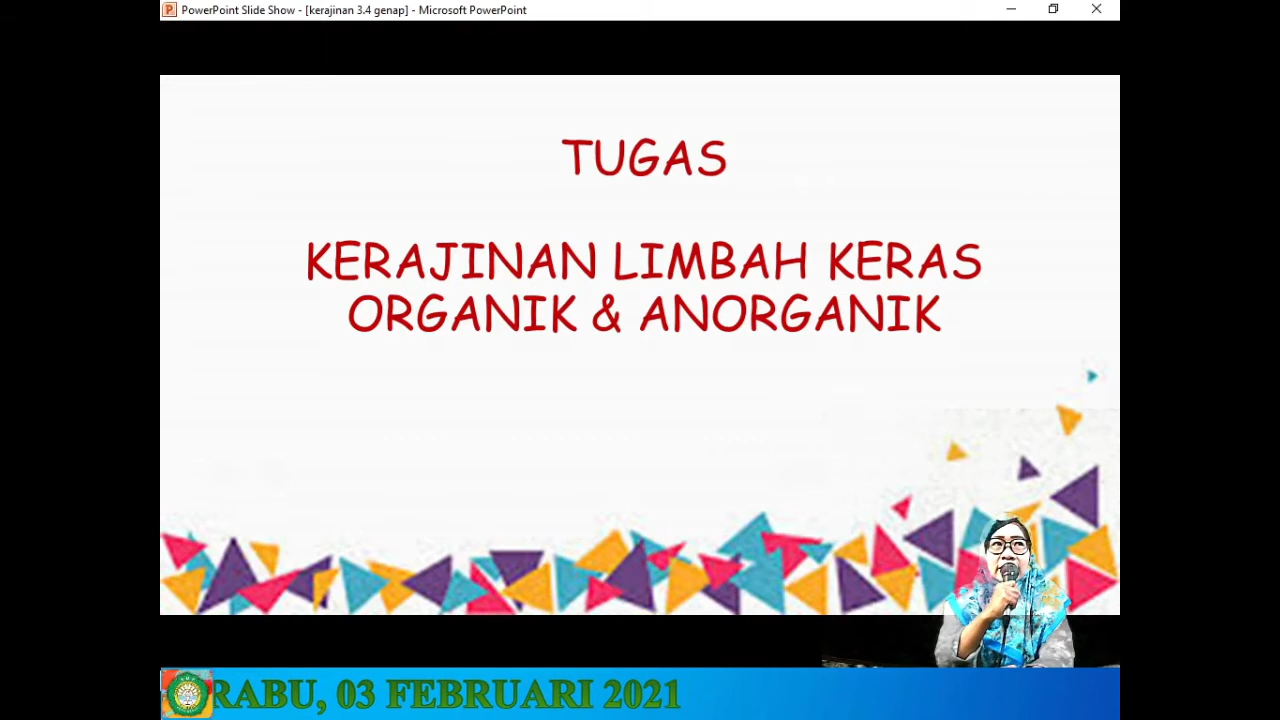 PowerPoint Slide Show - [kerajinan 3.4 genap] - Microsoft PowerPoint
TUGAS
KERAJINAN LIMBAH KERAS
ORGANIK & ANORGANIK
RABU, 03 FEBRUARI 2021